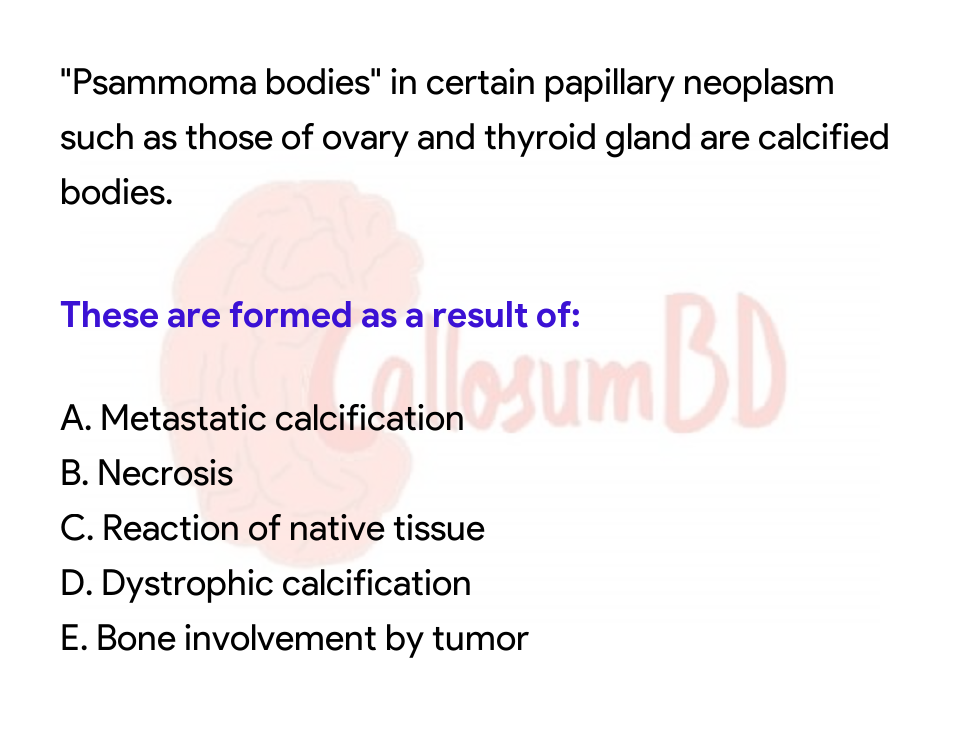 "Psammoma bodies" in certain papillary neoplasm
such as those of ovary and thyroid gland are calcified
bodies.
These are formed as a result of:
CallosumBD
A. Metastatic calcification
B. Necrosis
C. Reaction of native tissue
D. Dystrophic calcification
E. Bone involvement by tumor